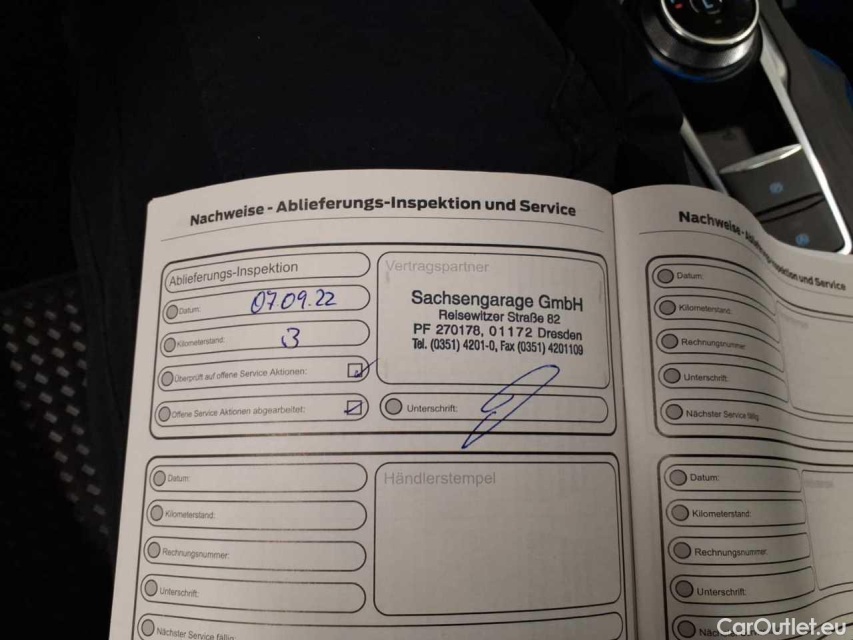 Nachweise - Ablieferungs-Inspektion und Service
Ablieferungs-Inspektion
Datum: 07.09.22
Kilometerstand: 3
Überprüft auf offene Service Aktionen:
Offene Service Aktionen abgearbeitet:
Vertragspartner
Sachsengarage GmbH
Reisewitzer Straße 82
PF 270178, 01172 Dresden
Tel. (0351) 4201-0, Fax (0351) 4201109
Unterschrift:
Datum:
Kilometerstand:
Rechnungsnummer:
Unterschrift:
Nächster Service fällig:
Händlerstempel
Nachweise - Ablieferungs-Inspektion und Service
Datum:
Kilometerstand:
Rechnungsnummer:
Unterschrift:
Nächster Service fällig:
Datum:
Kilometerstand:
Rechnungsnummer:
Unterschrift:
Nächster Service
CarOutlet.eu